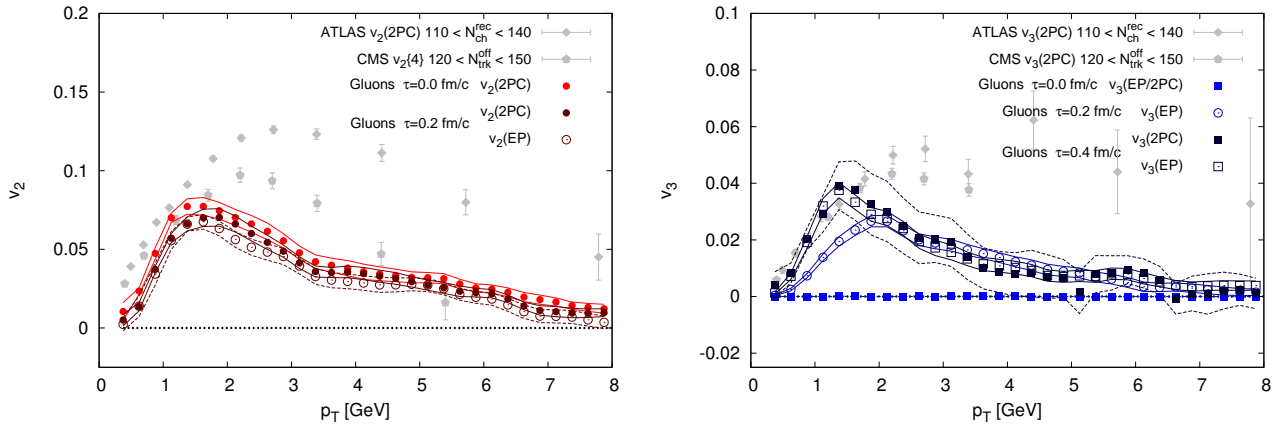 ATLAS v2(2PC) 110 < N_ch^rec < 140
CMS v2{4} 120 < N_trk^off < 150
Gluons τ=0.0 fm/c v2(2PC)
v2(2PC)
Gluons τ=0.2 fm/c
v2(EP)
0.2
0.15
0.1
0.05
0
v2
0 1 2 3 4 5 6 7 8
pT [GeV]
ATLAS v3(2PC) 110 < N_ch^rec < 140
CMS v3(2PC) 120 < N_trk^off < 150
Gluons τ=0.0 fm/c v3(EP/2PC)
Gluons τ=0.2 fm/c v3(EP)
v3(2PC)
Gluons τ=0.4 fm/c
v3(EP)
0.1
0.08
0.06
0.04
0.02
0
-0.02
v3
0 1 2 3 4 5 6 7 8
pT [GeV]